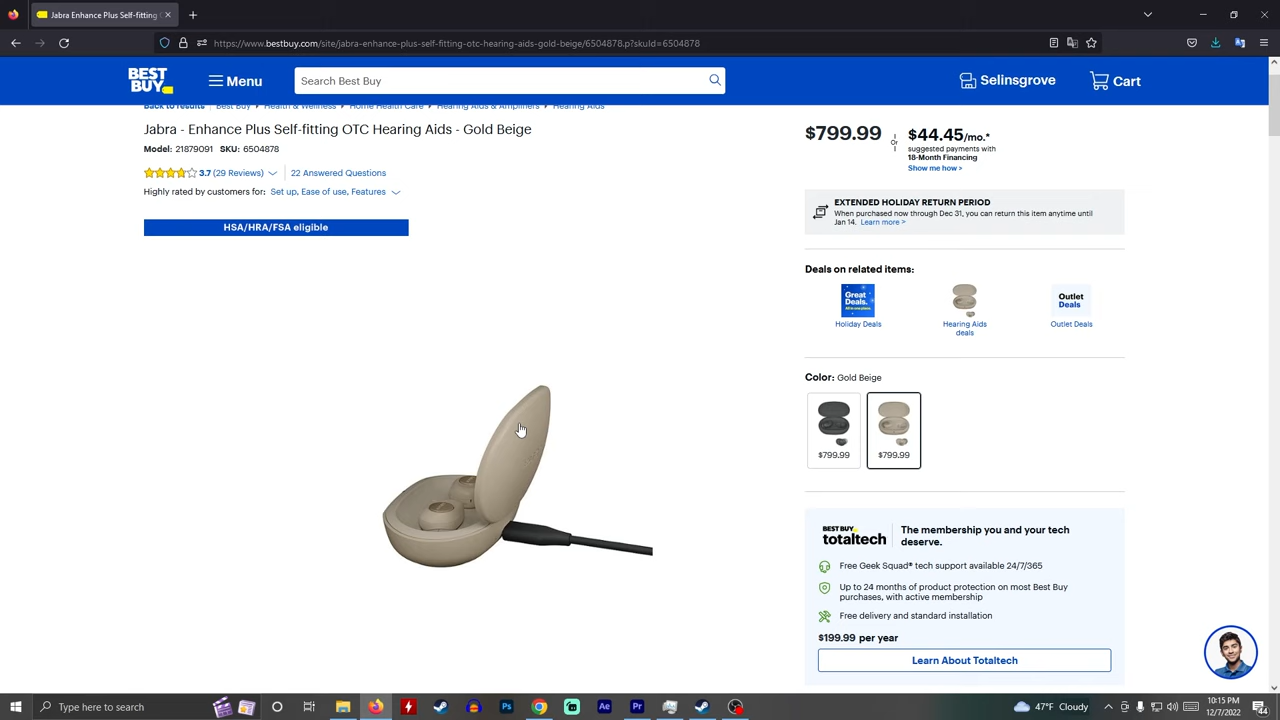 Jabra Enhance Plus Self-fitting
https://www.bestbuy.com/site/jabra-enhance-plus-self-fitting-otc-hearing-aids-gold-beige/6504878.p?skuId=6504878
BEST BUY
Menu
Search Best Buy
Selinsgrove
Cart
Back to results Best Buy Health & Wellness Home Health Care Hearing Aids & Amplifiers Hearing Aids
Jabra - Enhance Plus Self-fitting OTC Hearing Aids - Gold Beige
Model: 21879091 SKU: 6504878
3.7 (29 Reviews) 22 Answered Questions
Highly rated by customers for: Set up, Ease of use, Features
HSA/HRA/FSA eligible
$799.99
Or
$44.45/mo.*
suggested payments with
18-Month Financing
Show me how >
EXTENDED HOLIDAY RETURN PERIOD
When purchased now through Dec 31, you can return this item anytime until
Jan 14. Learn more >
Deals on related items:
Great
Deals.
Outlet
Deals
Holiday Deals
Hearing Aids
deals
Outlet Deals
Color: Gold Beige
$799.99
$799.99
BEST BUY
totaltech
The membership you and your tech
deserve.
Free Geek Squad® tech support available 24/7/365
Up to 24 months of product protection on most Best Buy
purchases, with active membership
Free delivery and standard installation
$199.99 per year
Learn About Totaltech
Type here to search
Ps
Ae
Pr
47°F Cloudy
10:15 PM
12/7/2022
44